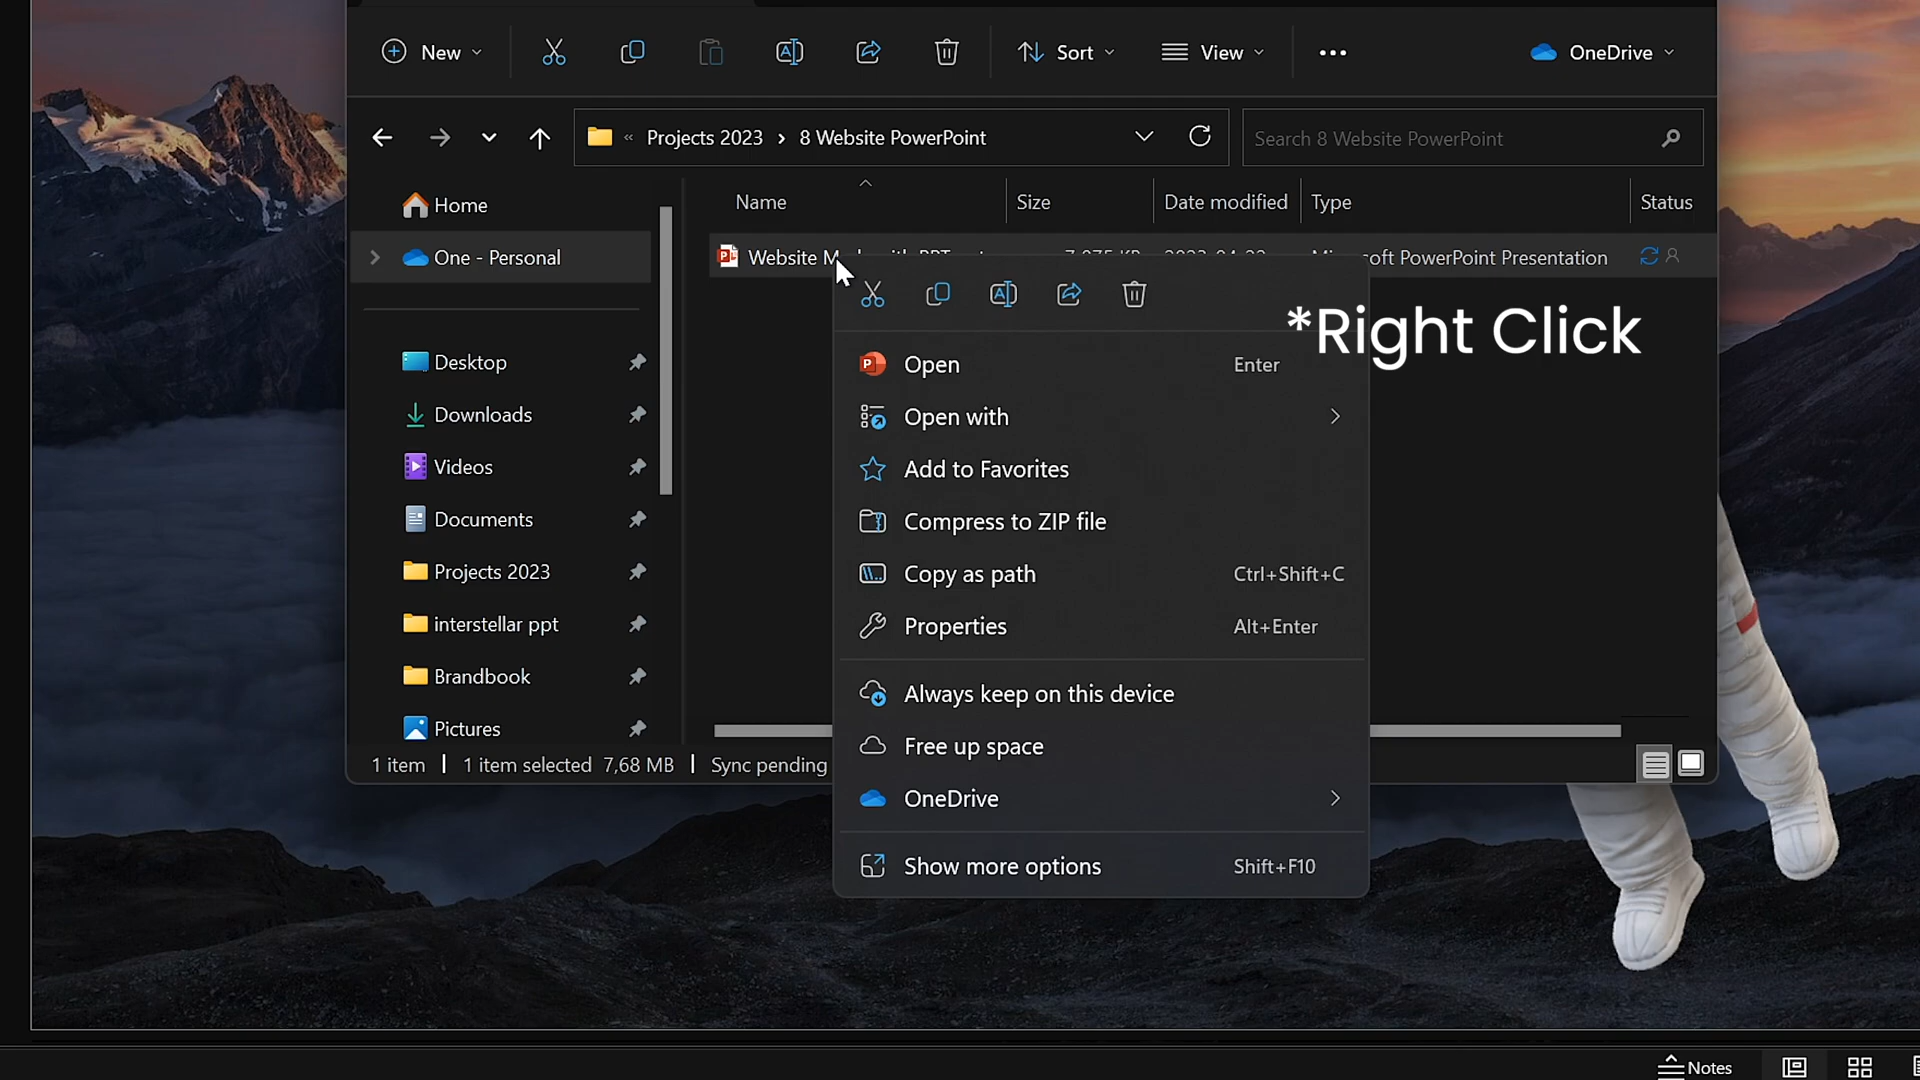 New
Sort
View
OneDrive
Projects 2023 › 8 Website PowerPoint
Search 8 Website PowerPoint
Home
One - Personal
Desktop
Downloads
Videos
Documents
Projects 2023
interstellar ppt
Brandbook
Pictures
Name Size Date modified Type Status
Website PowerPoint Presentation
*Right Click
Open Enter
Open with
Add to Favorites
Compress to ZIP file
Copy as path Ctrl+Shift+C
Properties Alt+Enter
Always keep on this device
Free up space
OneDrive
Show more options Shift+F10
1 item 1 item selected 7,68 MB Sync pending
Notes